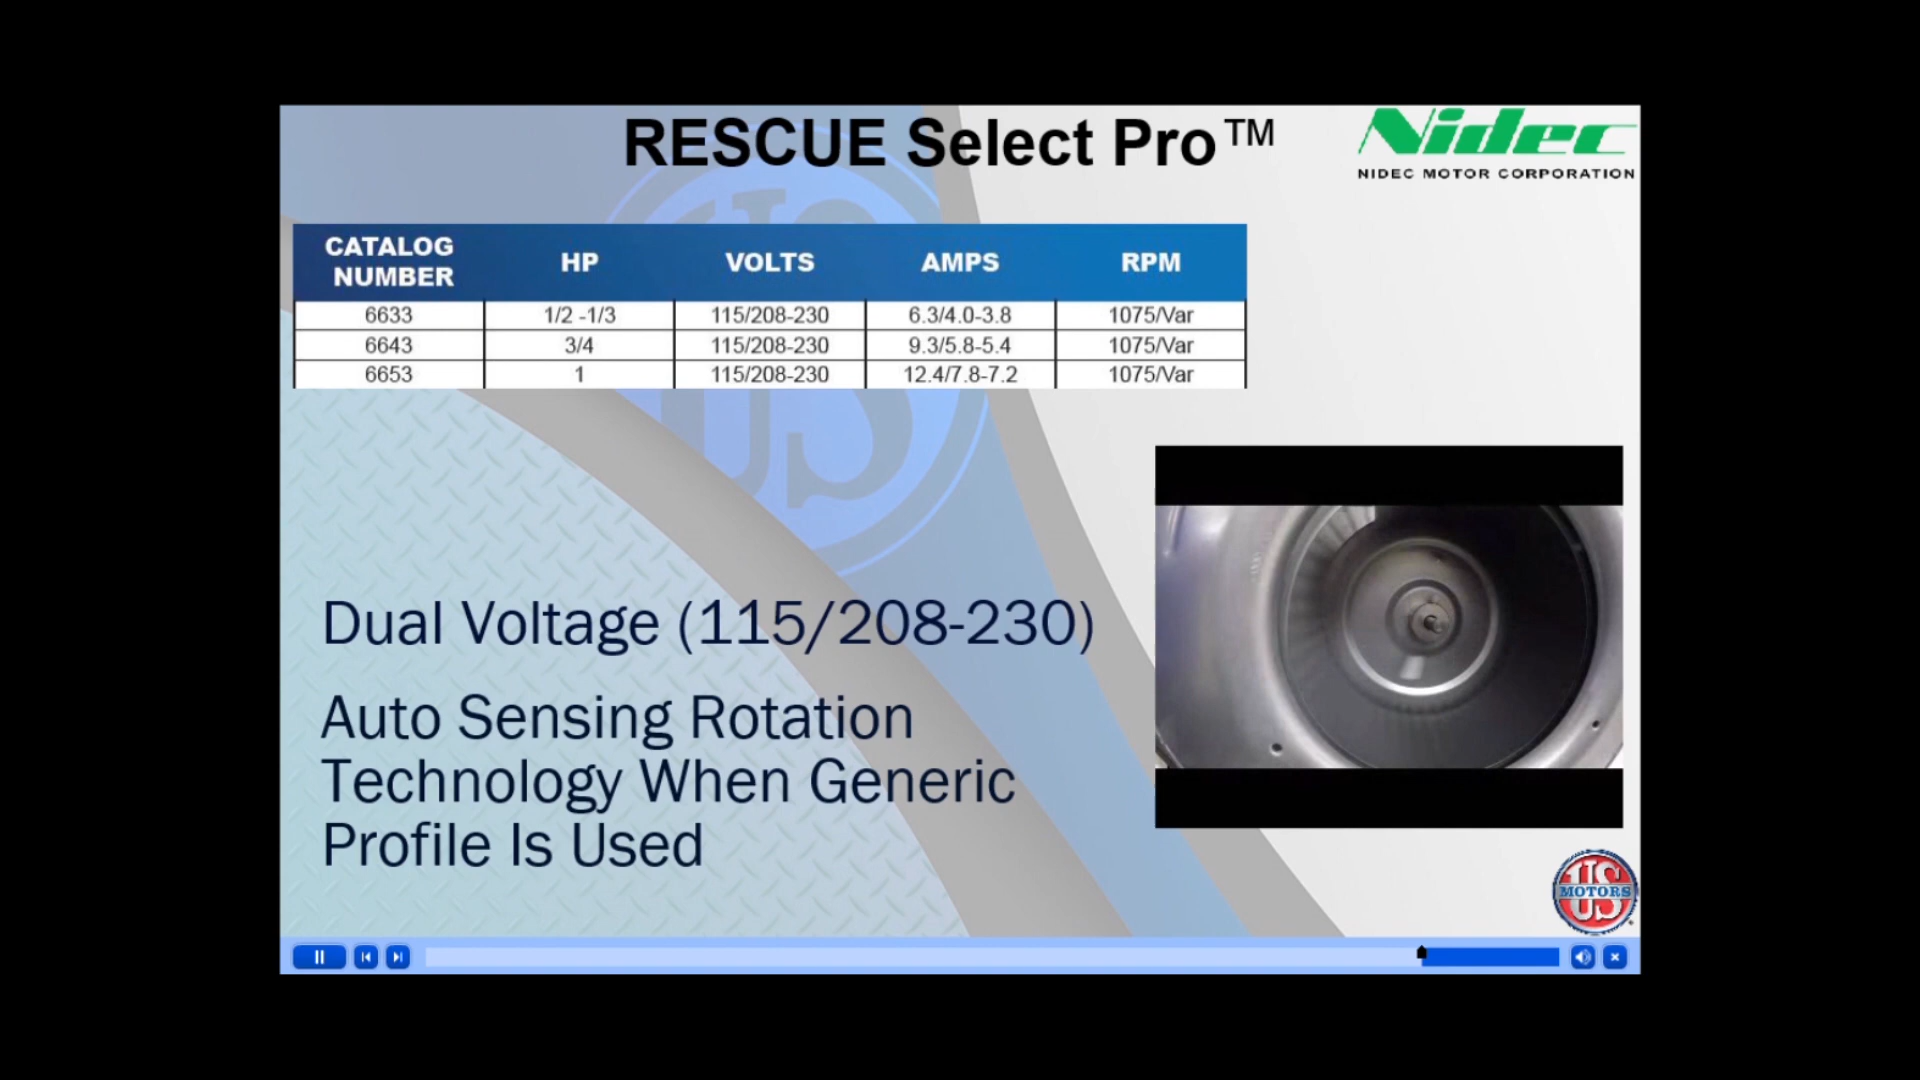 RESCUE Select Pro™
Nidec
NIDEC MOTOR CORPORATION
CATALOG NUMBER HP VOLTS AMPS RPM
6633 1/2 -1/3 115/208-230 6.3/4.0-3.8 1075/Var
6643 3/4 115/208-230 9.3/5.8-5.4 1075/Var
6653 1 115/208-230 12.4/7.8-7.2 1075/Var
US
Dual Voltage (115/208-230)
Auto Sensing Rotation
Technology When Generic
Profile Is Used
US
MOTORS